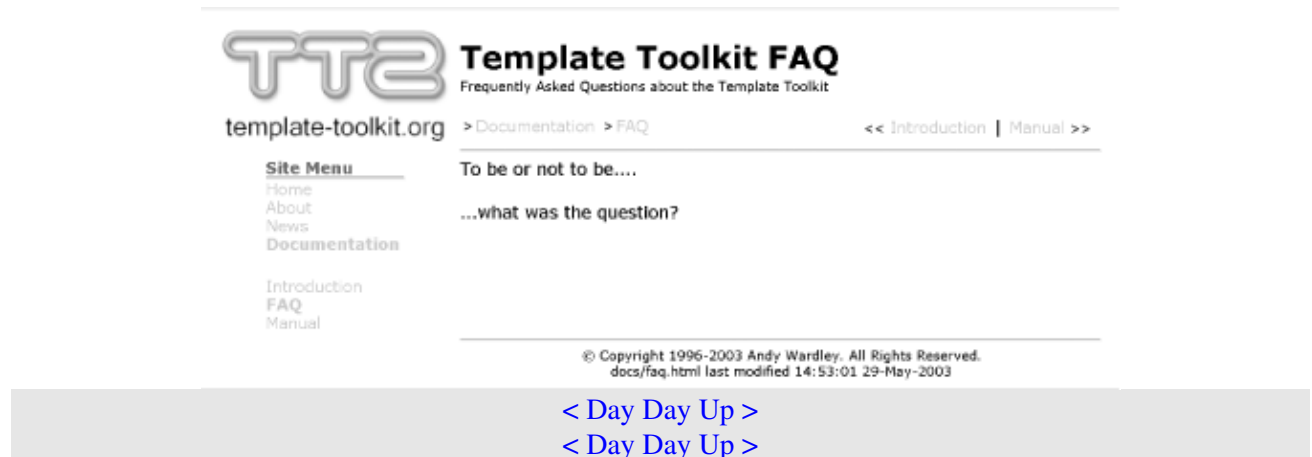 TT2
Template Toolkit FAQ
Frequently Asked Questions about the Template Toolkit
template-toolkit.org
> Documentation > FAQ
<< Introduction | Manual >>
Site Menu
Home
About
News
Documentation
Introduction
FAQ
Manual
To be or not to be....
...what was the question?
© Copyright 1996-2003 Andy Wardley. All Rights Reserved.
docs/faq.html last modified 14:53:01 29-May-2003
< Day Day Up >
< Day Day Up >